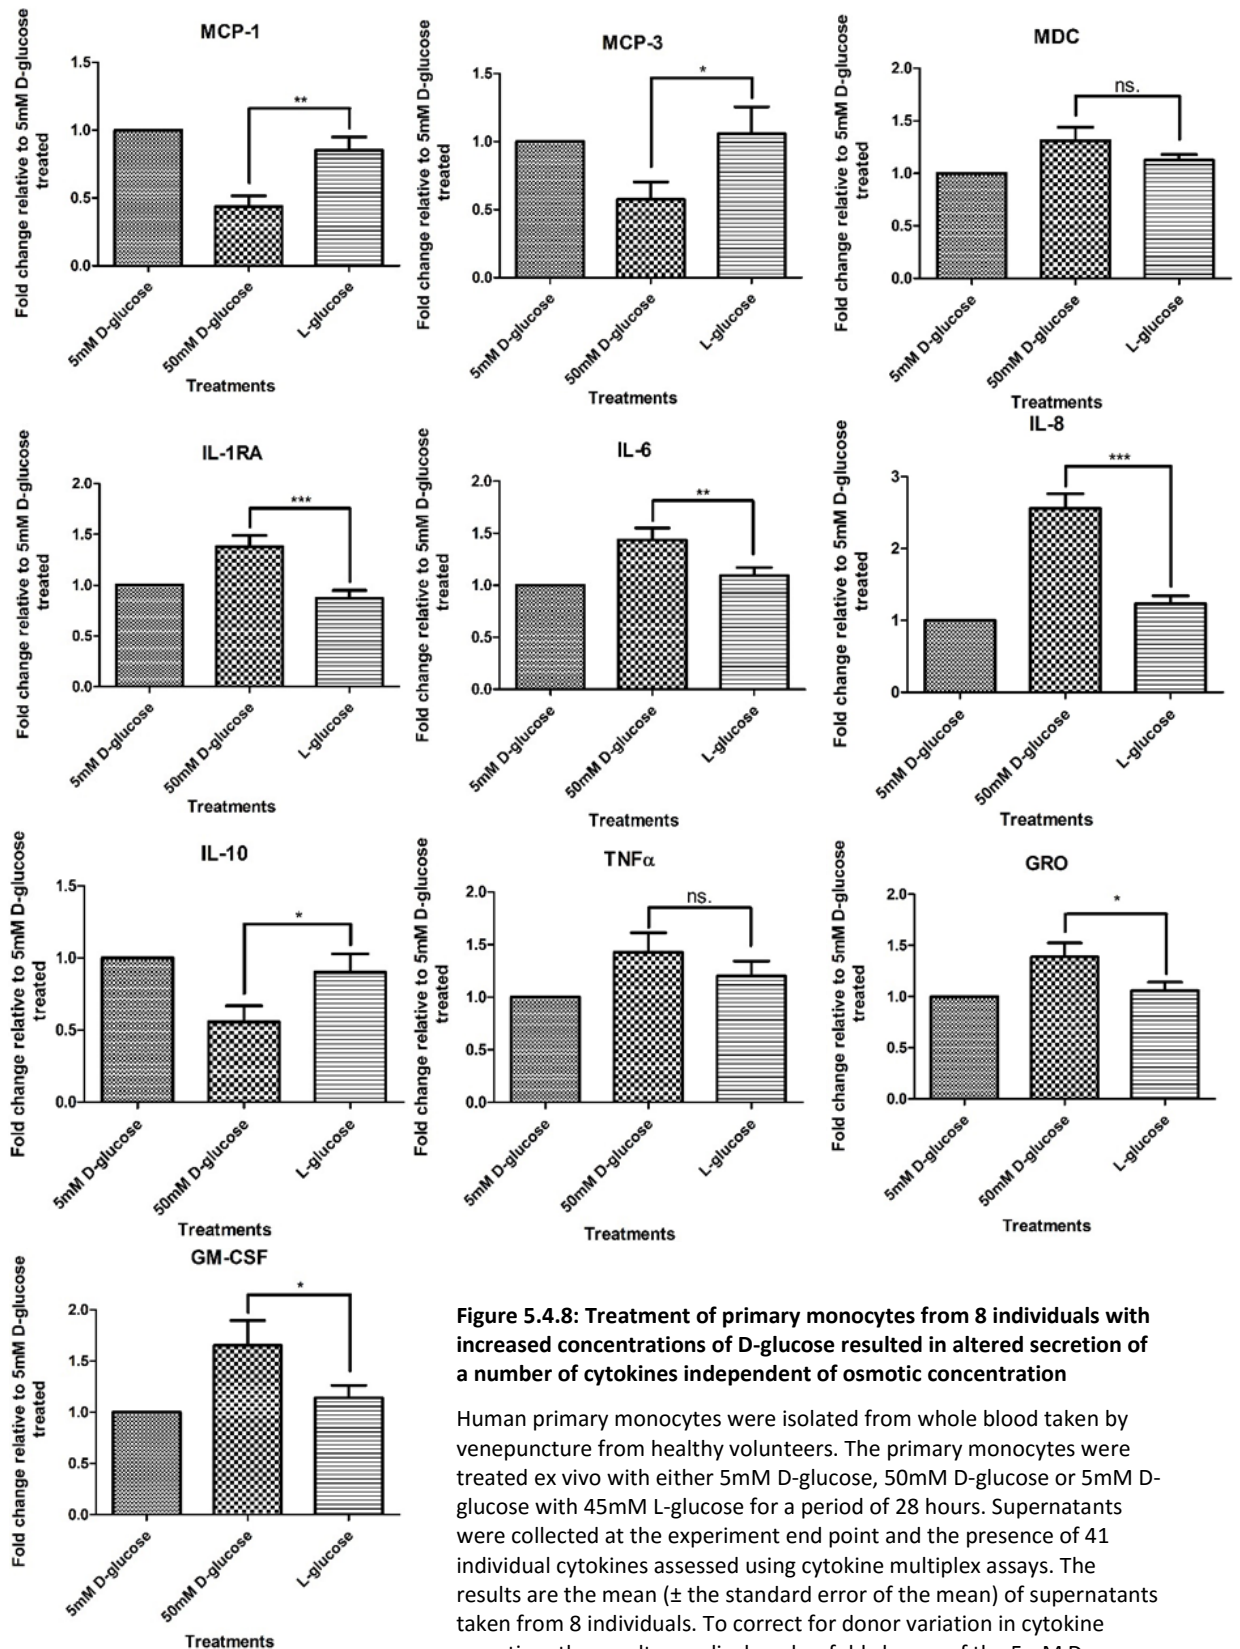 MCP-1
Fold change relative to 5mM D-glucose
treated
1.5
1.0
0.5
0.0
**
5mM D-glucose
50mM D-glucose
L-glucose
Treatments
MCP-3
Fold change relative to 5mM D-glucose
treated
1.5
1.0
0.5
0.0
*
5mM D-glucose
50mM D-glucose
L-glucose
Treatments
MDC
Fold change relative to 5mM D-glucose
treated
2.0
1.5
1.0
0.5
0.0
ns.
5mM D-glucose
50mM D-glucose
L-glucose
Treatments
IL-1RA
Fold change relative to 5mM D-glucose
treated
2.0
1.5
1.0
0.5
0.0
***
5mM D-glucose
50mM D-glucose
L-glucose
Treatments
IL-6
Fold change relative to 5mM D-glucose
treated
2.0
1.5
1.0
0.5
0.0
**
5mM D-glucose
50mM D-glucose
L-glucose
Treatments
IL-8
Fold change relative to 5mM D-glucose
treated
3
2
1
0
***
5mM D-glucose
50mM D-glucose
L-glucose
Treatments
IL-10
Fold change relative to 5mM D-glucose
treated
1.5
1.0
0.5
0.0
*
5mM D-glucose
50mM D-glucose
L-glucose
Treatments
TNFα
Fold change relative to 5mM D-glucose
treated
2.0
1.5
1.0
0.5
0.0
ns.
5mM D-glucose
50mM D-glucose
L-glucose
Treatments
GRO
Fold change relative to 5mM D-glucose
treated
2.0
1.5
1.0
0.5
0.0
*
5mM D-glucose
50mM D-glucose
L-glucose
Treatments
GM-CSF
Fold change relative to 5mM D-glucose
treated
2.0
1.5
1.0
0.5
0.0
*
5mM D-glucose
50mM D-glucose
L-glucose
Treatments
Figure 5.4.8: Treatment of primary monocytes from 8 individuals with
increased concentrations of D-glucose resulted in altered secretion of
a number of cytokines independent of osmotic concentration
Human primary monocytes were isolated from whole blood taken by
venepuncture from healthy volunteers. The primary monocytes were
treated ex vivo with either 5mM D-glucose, 50mM D-glucose or 5mM D-
glucose with 45mM L-glucose for a period of 28 hours. Supernatants
were collected at the experiment end point and the presence of 41
individual cytokines assessed using cytokine multiplex assays. The
results are the mean (± the standard error of the mean) of supernatants
taken from 8 individuals. To correct for donor variation in cytokine